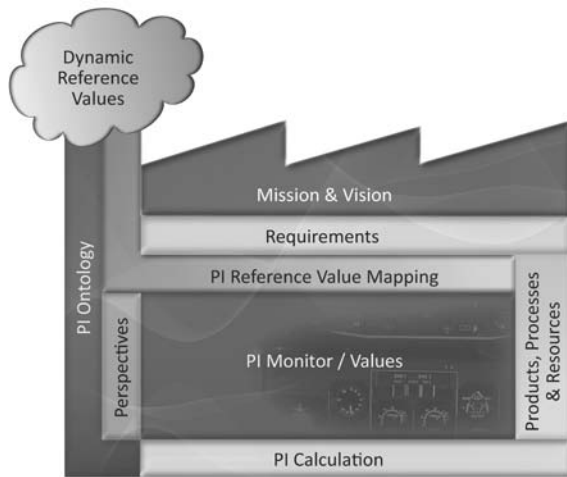 Dynamic
Reference
Values
Mission & Vision
Requirements
PI Reference Value Mapping
PI Ontology
Perspectives
PI Monitor / Values
Products, Processes
& Resources
PI Calculation